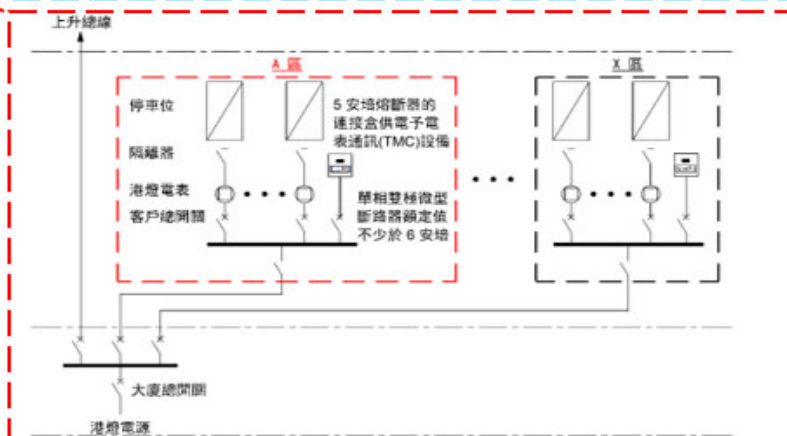 上升總線
A 區
X 區
停車位
5 安培熔斷器的
連接盒供電子電
表通訊(TMC)設備
隔離器
港燈電表
客戶總開關
單相雙極微型
斷路器額定值
不少於 6 安培
大廈總開關
港燈電源